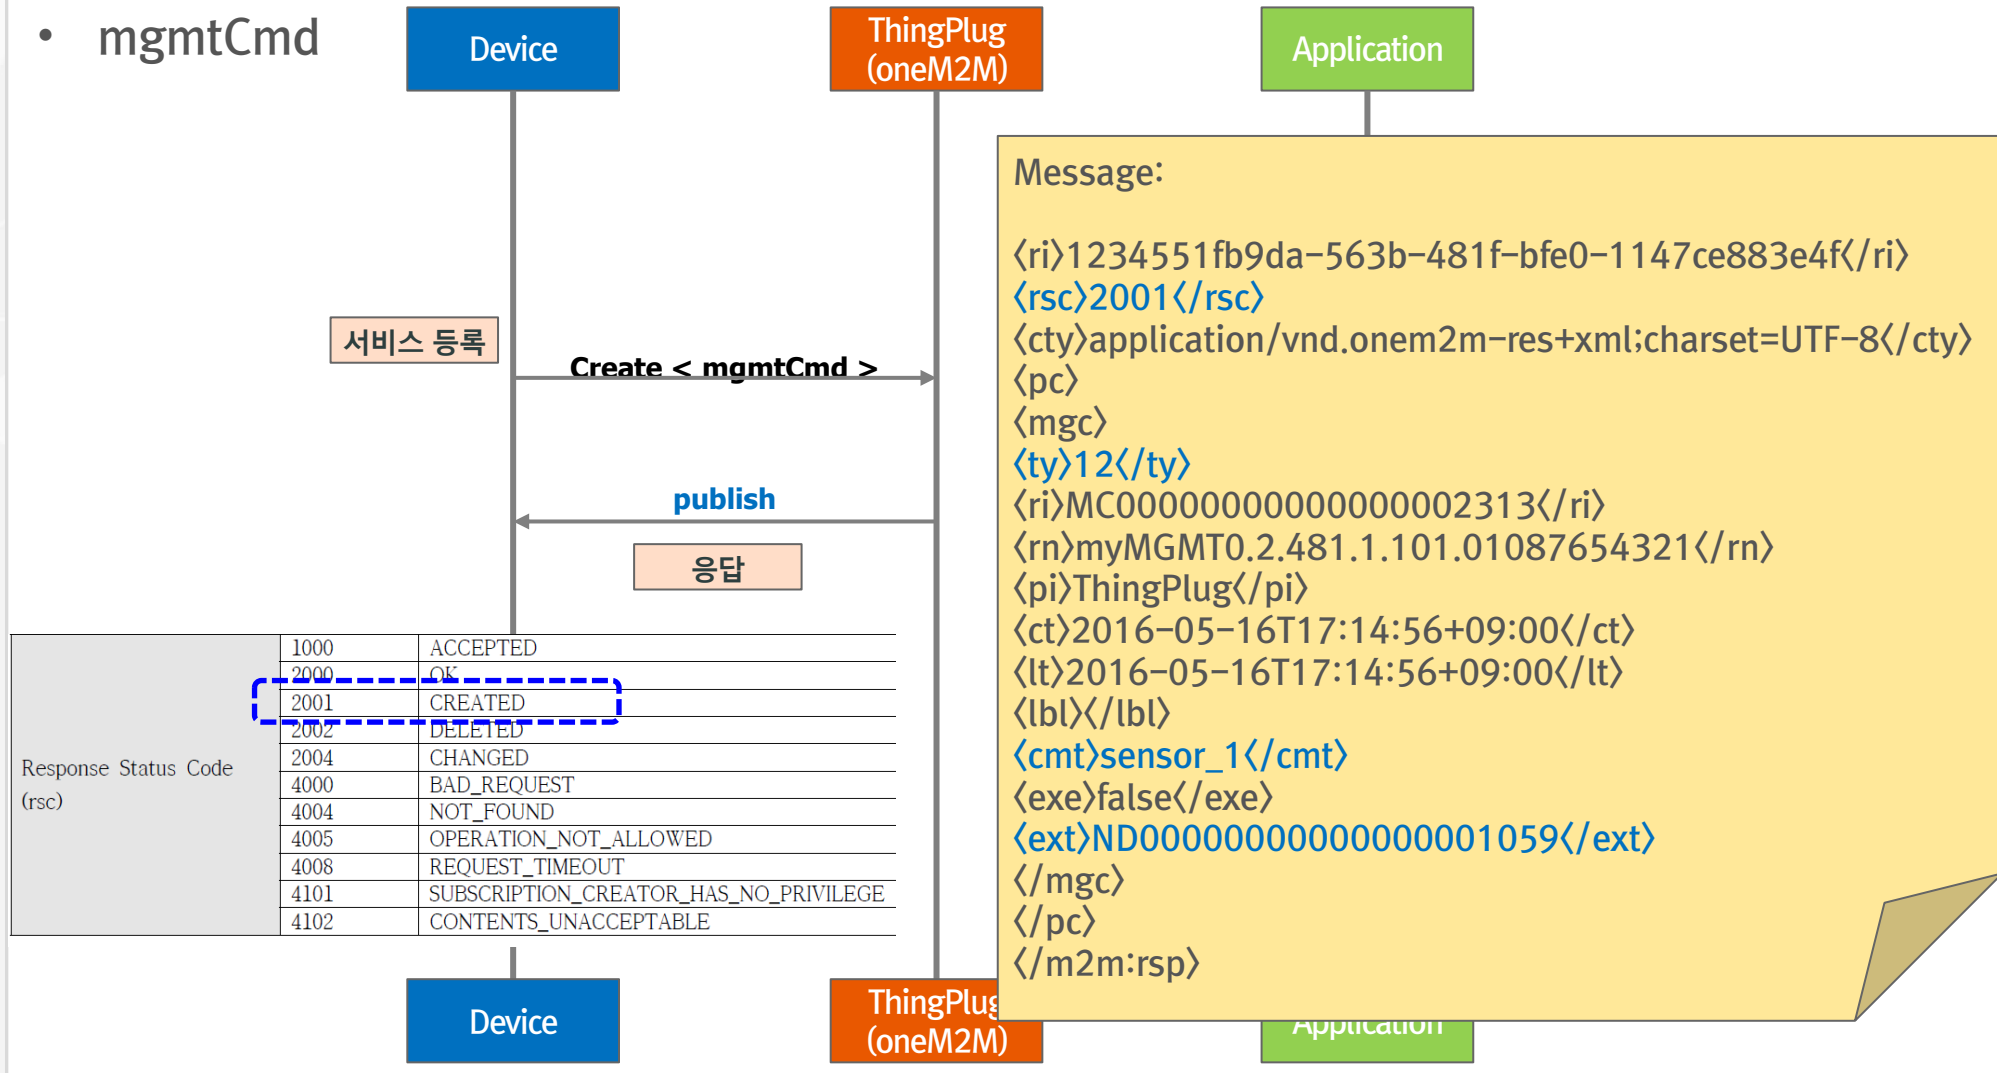 • mgmtCmd
Device
ThingPlug
(oneM2M)
Application
서비스 등록
Create < mgmtCmd >
publish
응답
Message:
〈ri〉1234551fb9da-563b-481f-bfe0-1147ce883e4f〈/ri〉
〈rsc〉2001〈/rsc〉
〈cty〉application/vnd.onem2m-res+xml;charset=UTF-8〈/cty〉
〈pc〉
〈mgc〉
〈ty〉12〈/ty〉
〈ri〉MC00000000000000002313〈/ri〉
〈rn〉myMGMT0.2.481.1.101.01087654321〈/rn〉
〈pi〉ThingPlug〈/pi〉
〈ct〉2016-05-16T17:14:56+09:00〈/ct〉
〈lt〉2016-05-16T17:14:56+09:00〈/lt〉
〈lbl〉〈/lbl〉
〈cmt〉sensor_1〈/cmt〉
〈exe〉false〈/exe〉
〈ext〉ND00000000000000001059〈/ext〉
〈/mgc〉
〈/pc〉
〈/m2m:rsp〉
Response Status Code
(rsc)
1000 ACCEPTED
2000 OK
2001 CREATED
2002 DELETED
2004 CHANGED
4000 BAD_REQUEST
4004 NOT_FOUND
4005 OPERATION_NOT_ALLOWED
4008 REQUEST_TIMEOUT
4101 SUBSCRIPTION_CREATOR_HAS_NO_PRIVILEGE
4102 CONTENTS_UNACCEPTABLE
Device
ThingPlug
(oneM2M)
Application